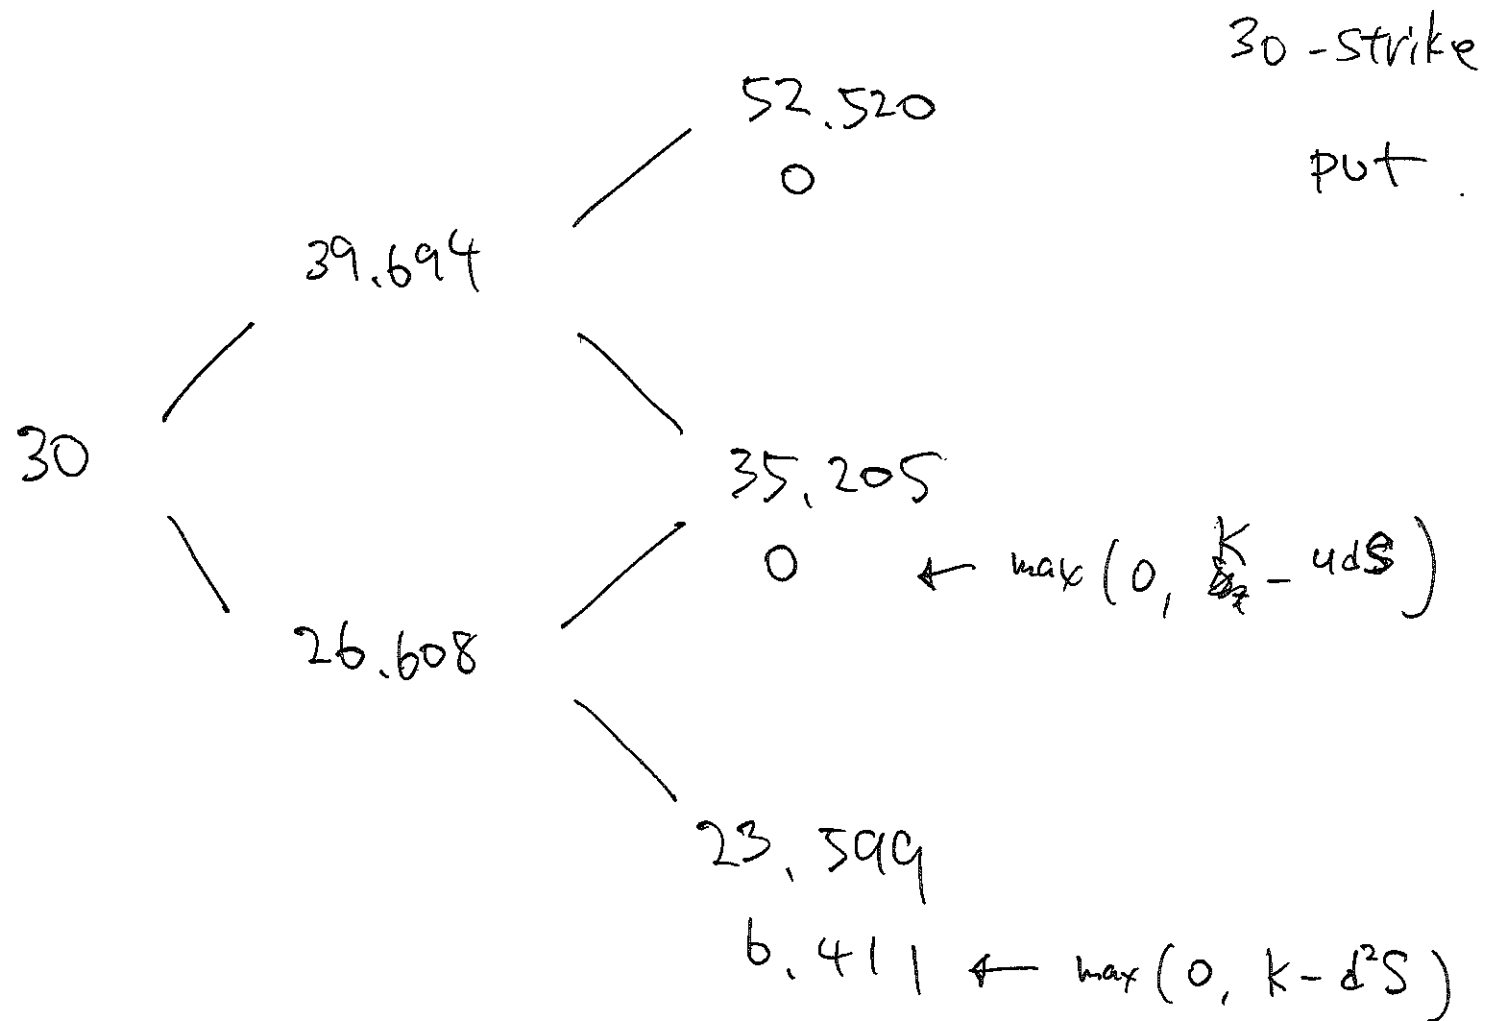 30-strike
put.
52.520
0
39.694
30
35.205
0 ← max(0, K - udS)
26.608
23.599
6.411 ← max(0, K - d²S)